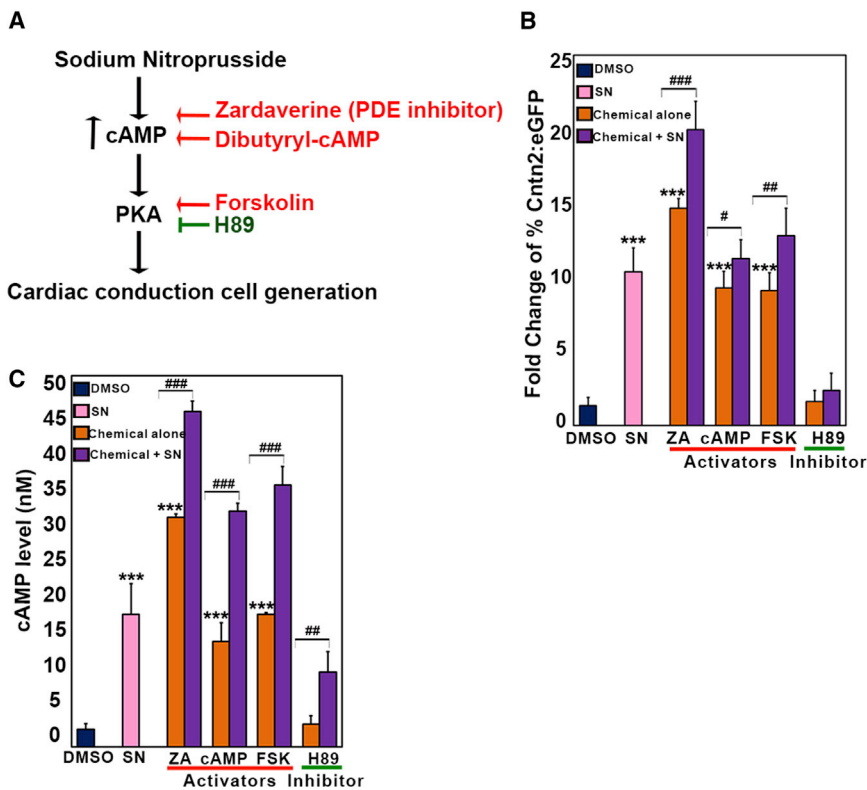 A
Sodium Nitroprusside
cAMP
Zardaverine (PDE inhibitor)
Dibutyryl-cAMP
PKA
Forskolin
H89
Cardiac conduction cell generation
B
Fold Change of % Cntn2:eGFP
25
20
15
10
5
0
DMSO
SN
Chemical alone
Chemical + SN
***
***
###
***
#
***
##
DMSO SN ZA cAMP FSK H89
Activators Inhibitor
C
cAMP level (nM)
50
45
40
35
30
25
20
15
10
5
0
DMSO
SN
Chemical alone
Chemical + SN
***
***
###
***
###
***
###
##
DMSO SN ZA cAMP FSK H89
Activators Inhibitor